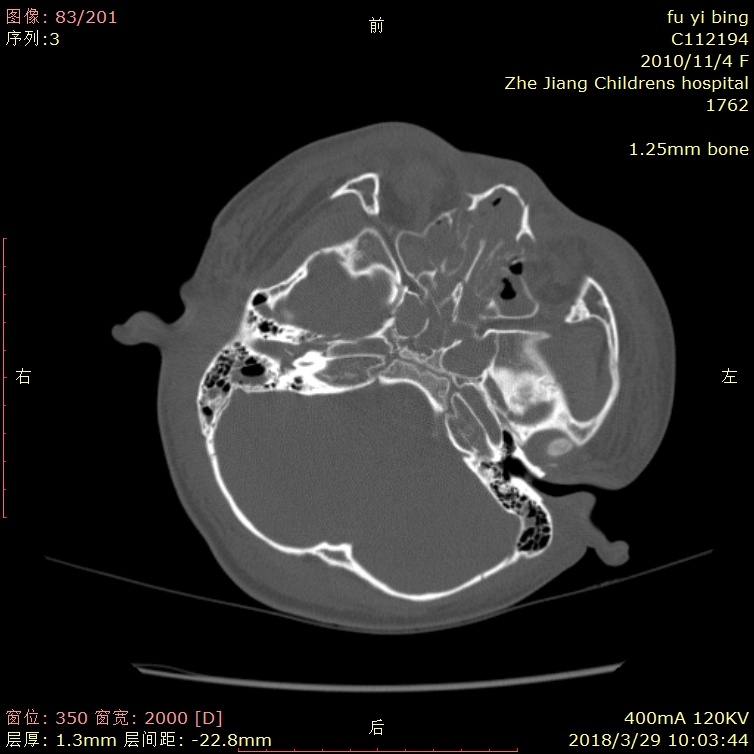 图像: 83/201
序列:3
前
fu yi bing
C112194
2010/11/4 F
Zhe Jiang Childrens hospital
1762
1.25mm bone
右
左
窗位: 350 窗宽: 2000 [D]
层厚: 1.3mm 层间距: -22.8mm
后
400mA 120KV
2018/3/29 10:03:44